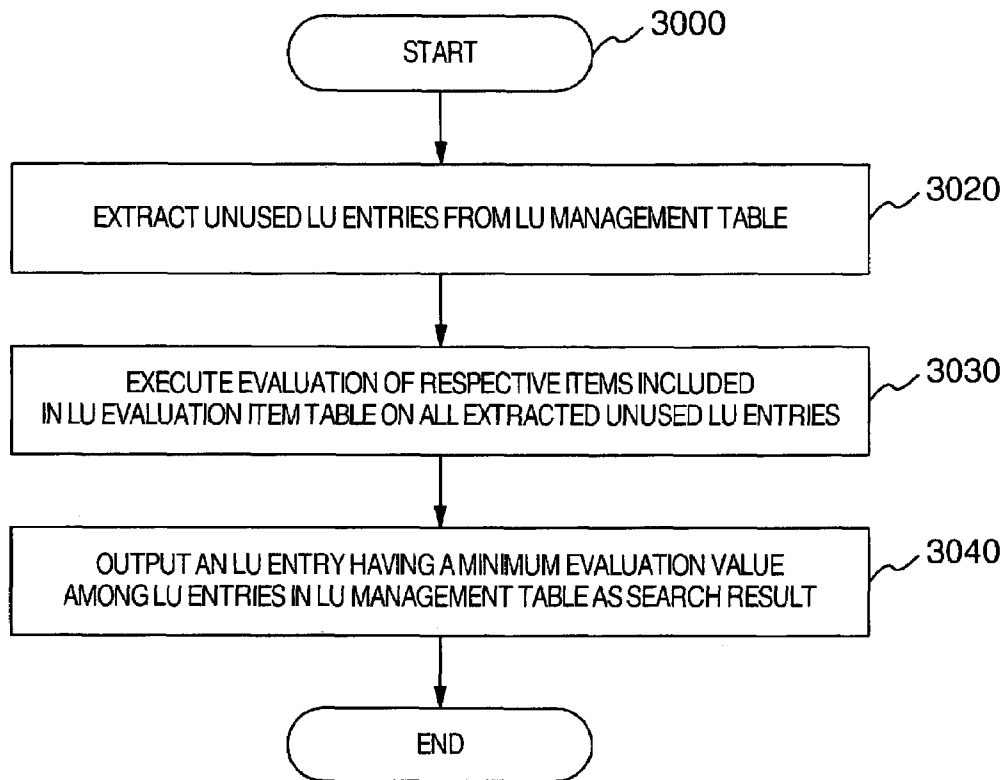 START
3000
EXTRACT UNUSED LU ENTRIES FROM LU MANAGEMENT TABLE
3020
EXECUTE EVALUATION OF RESPECTIVE ITEMS INCLUDED
IN LU EVALUATION ITEM TABLE ON ALL EXTRACTED UNUSED LU ENTRIES
3030
OUTPUT AN LU ENTRY HAVING A MINIMUM EVALUATION VALUE
AMONG LU ENTRIES IN LU MANAGEMENT TABLE AS SEARCH RESULT
3040
END